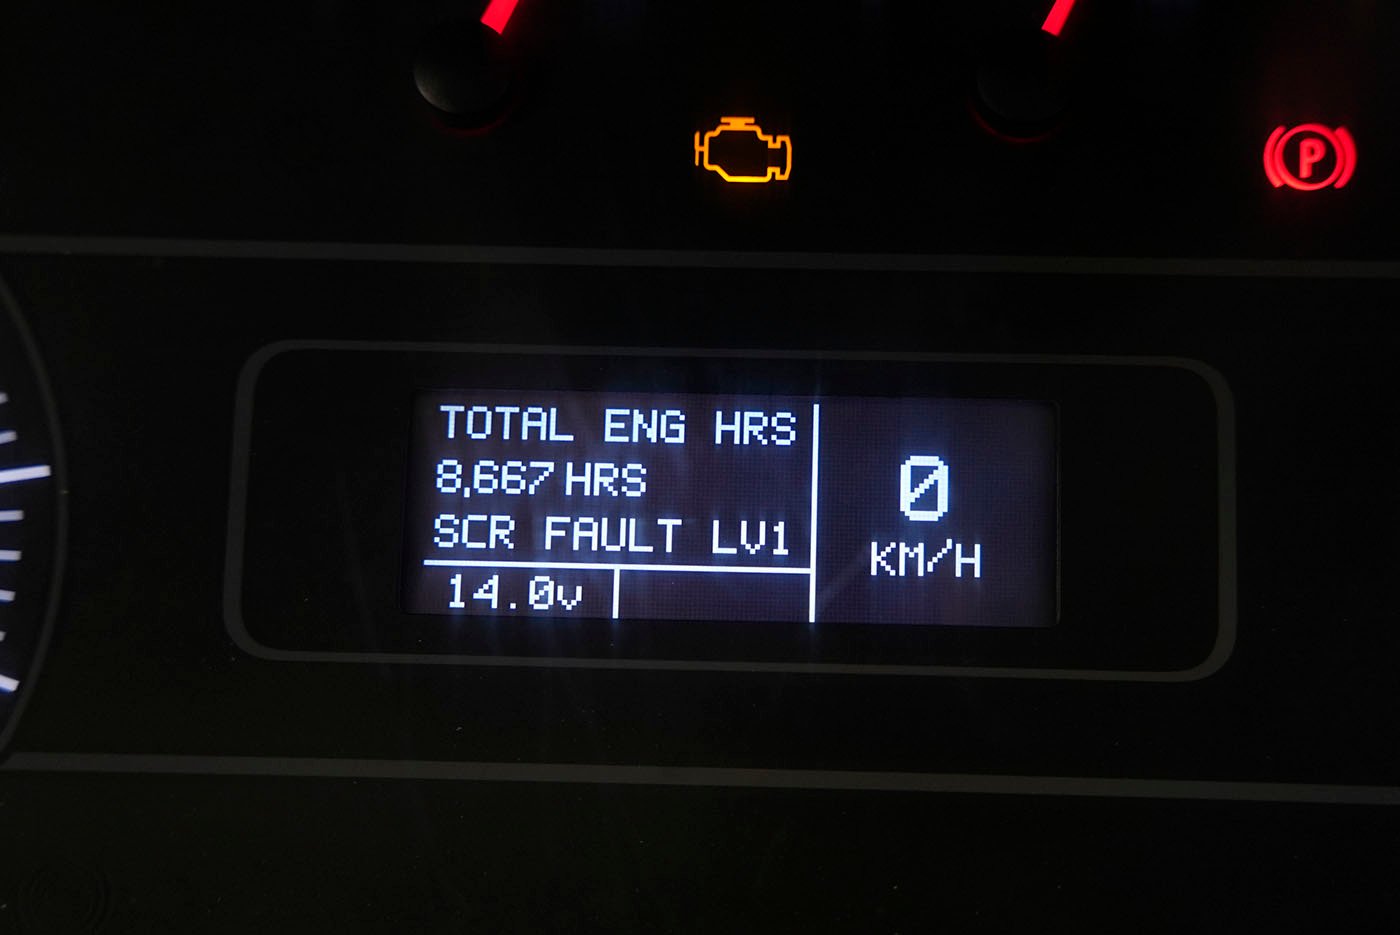 P
TOTAL ENG HRS
8,667 HRS
SCR FAULT LV1
14.0v
0
KM/H